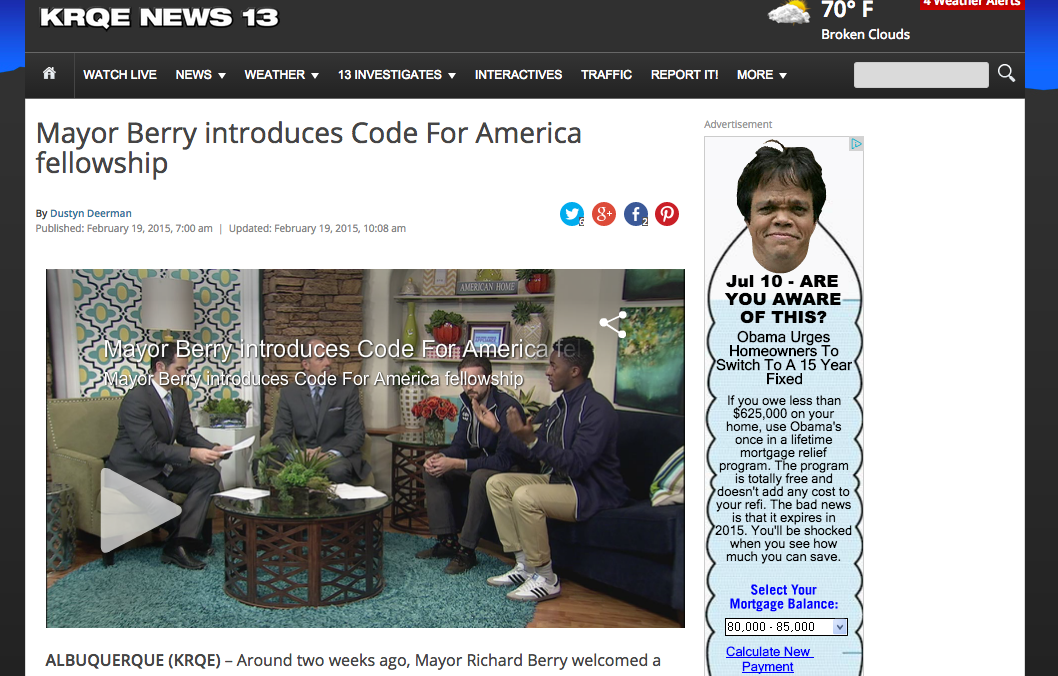 KRQE NEWS 13
70° F
4 Weather Alerts
Broken Clouds
WATCH LIVE NEWS WEATHER 13 INVESTIGATES INTERACTIVES TRAFFIC REPORT IT! MORE
Mayor Berry introduces Code For America
fellowship
By Dustyn Deerman
Published: February 19, 2015, 7:00 am | Updated: February 19, 2015, 10:08 am
2
AMERICAN HOME
Mayor Berry introduces Code For America fe
Mayor Berry introduces Code For America fellowship
ALBUQUERQUE (KRQE) – Around two weeks ago, Mayor Richard Berry welcomed a
Advertisement
Jul 10 - ARE
YOU AWARE
OF THIS?
Obama Urges
Homeowners To
Switch To A 15 Year
Fixed
If you owe less than
$625,000 on your
home, use Obama's
once in a lifetime
mortgage relief
program. The program
is totally free and
doesn't add any cost to
your refi. The bad news
is that it expires in
2015. You'll be shocked
when you see how
much you can save.
Select Your
Mortgage Balance:
80,000 - 85,000
Calculate New
Payment